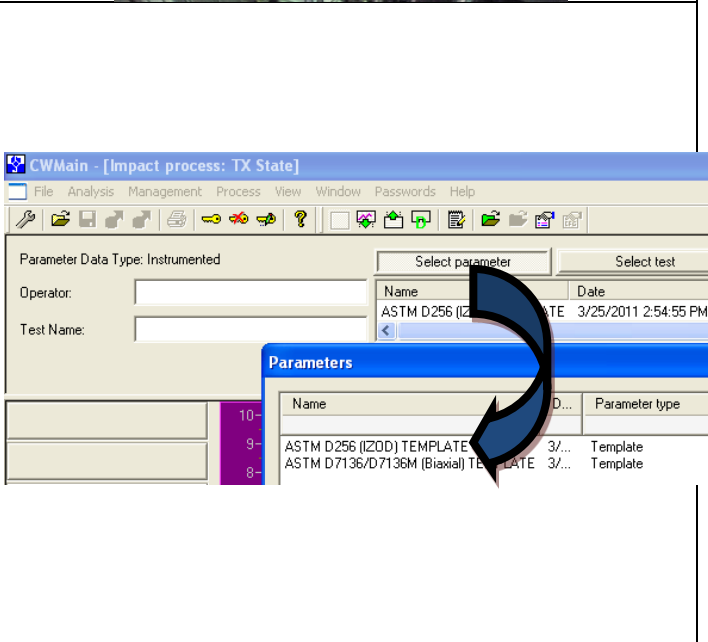 CWMain - [Impact process: TX State]
File Analysis Management Process View Window Passwords Help
Parameter Data Type: Instrumented
Select parameter Select test
Operator:
Name Date
ASTM D256 (IZ TE 3/25/2011 2:54:55 PM
Test Name:
Parameters
Name D... Parameter type
10-
9-
8-
ASTM D256 (IZOD) TEMPLATE 3/... Template
ASTM D7136/D7136M (Biaxial) TEMPLATE 3/... Template